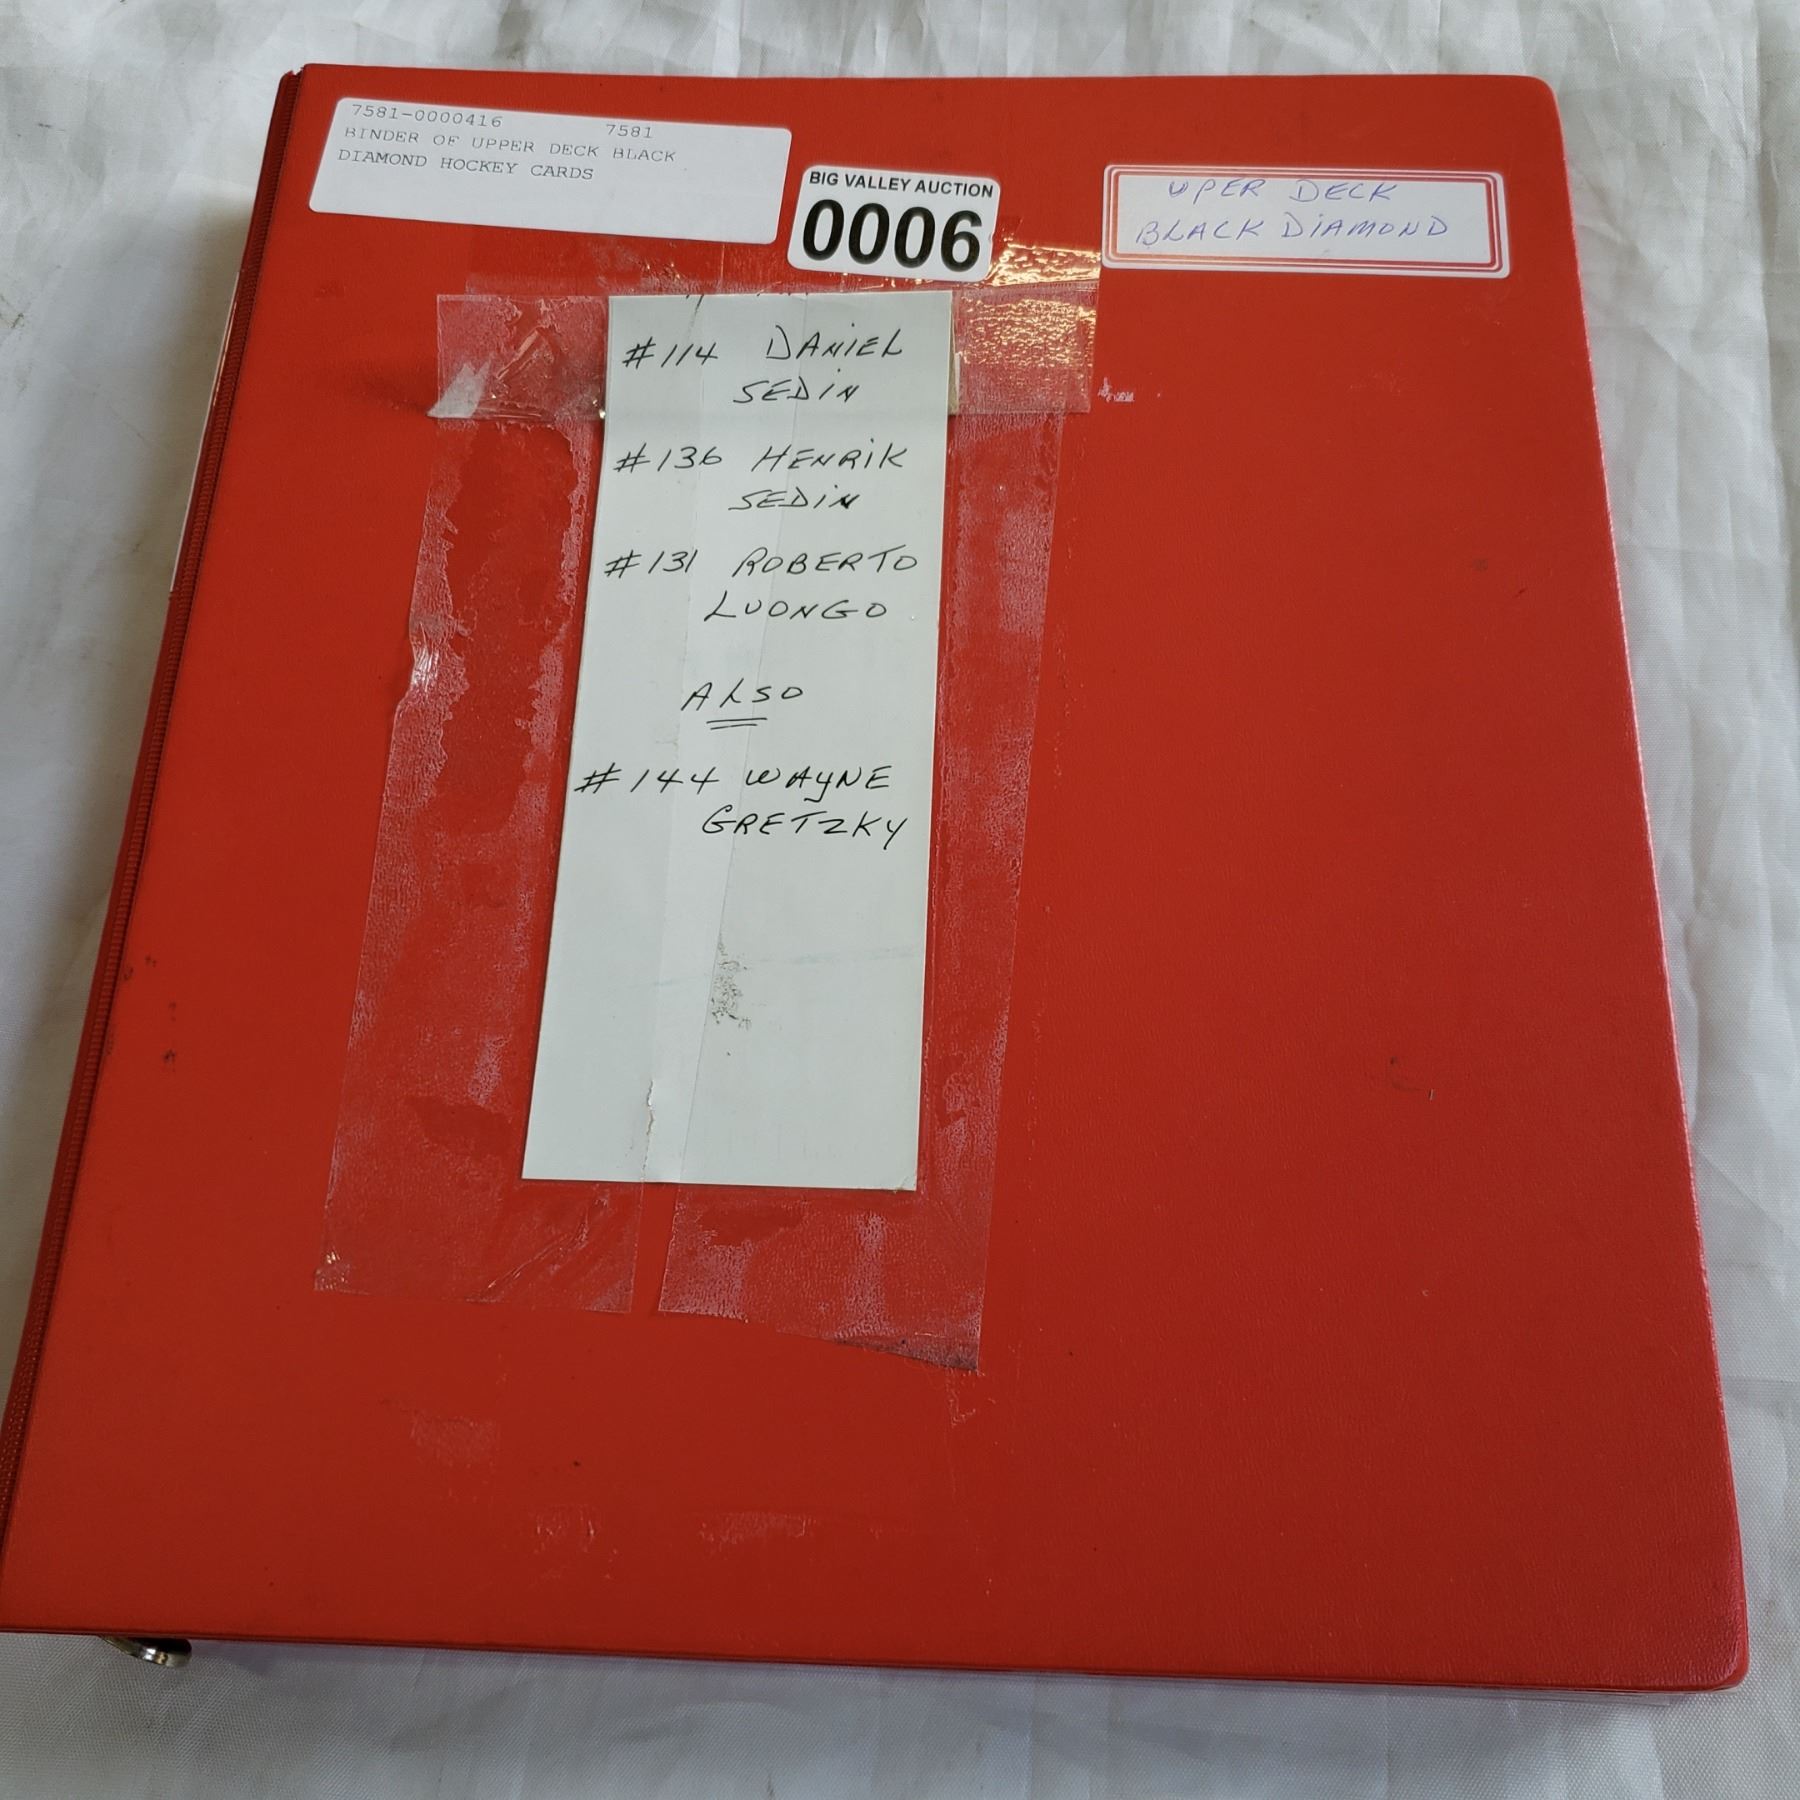 7581-0000416 7581
BINDER OF UPPER DECK BLACK
DIAMOND HOCKEY CARDS
BIG VALLEY AUCTION
0006
UPER DECK
BLACK DIAMOND
#114 DANIEL
SEDIN
#136 HENRIK
SEDIN
#131 ROBERTO
LUONGO
ALSO
#144 WAYNE
GRETZKY